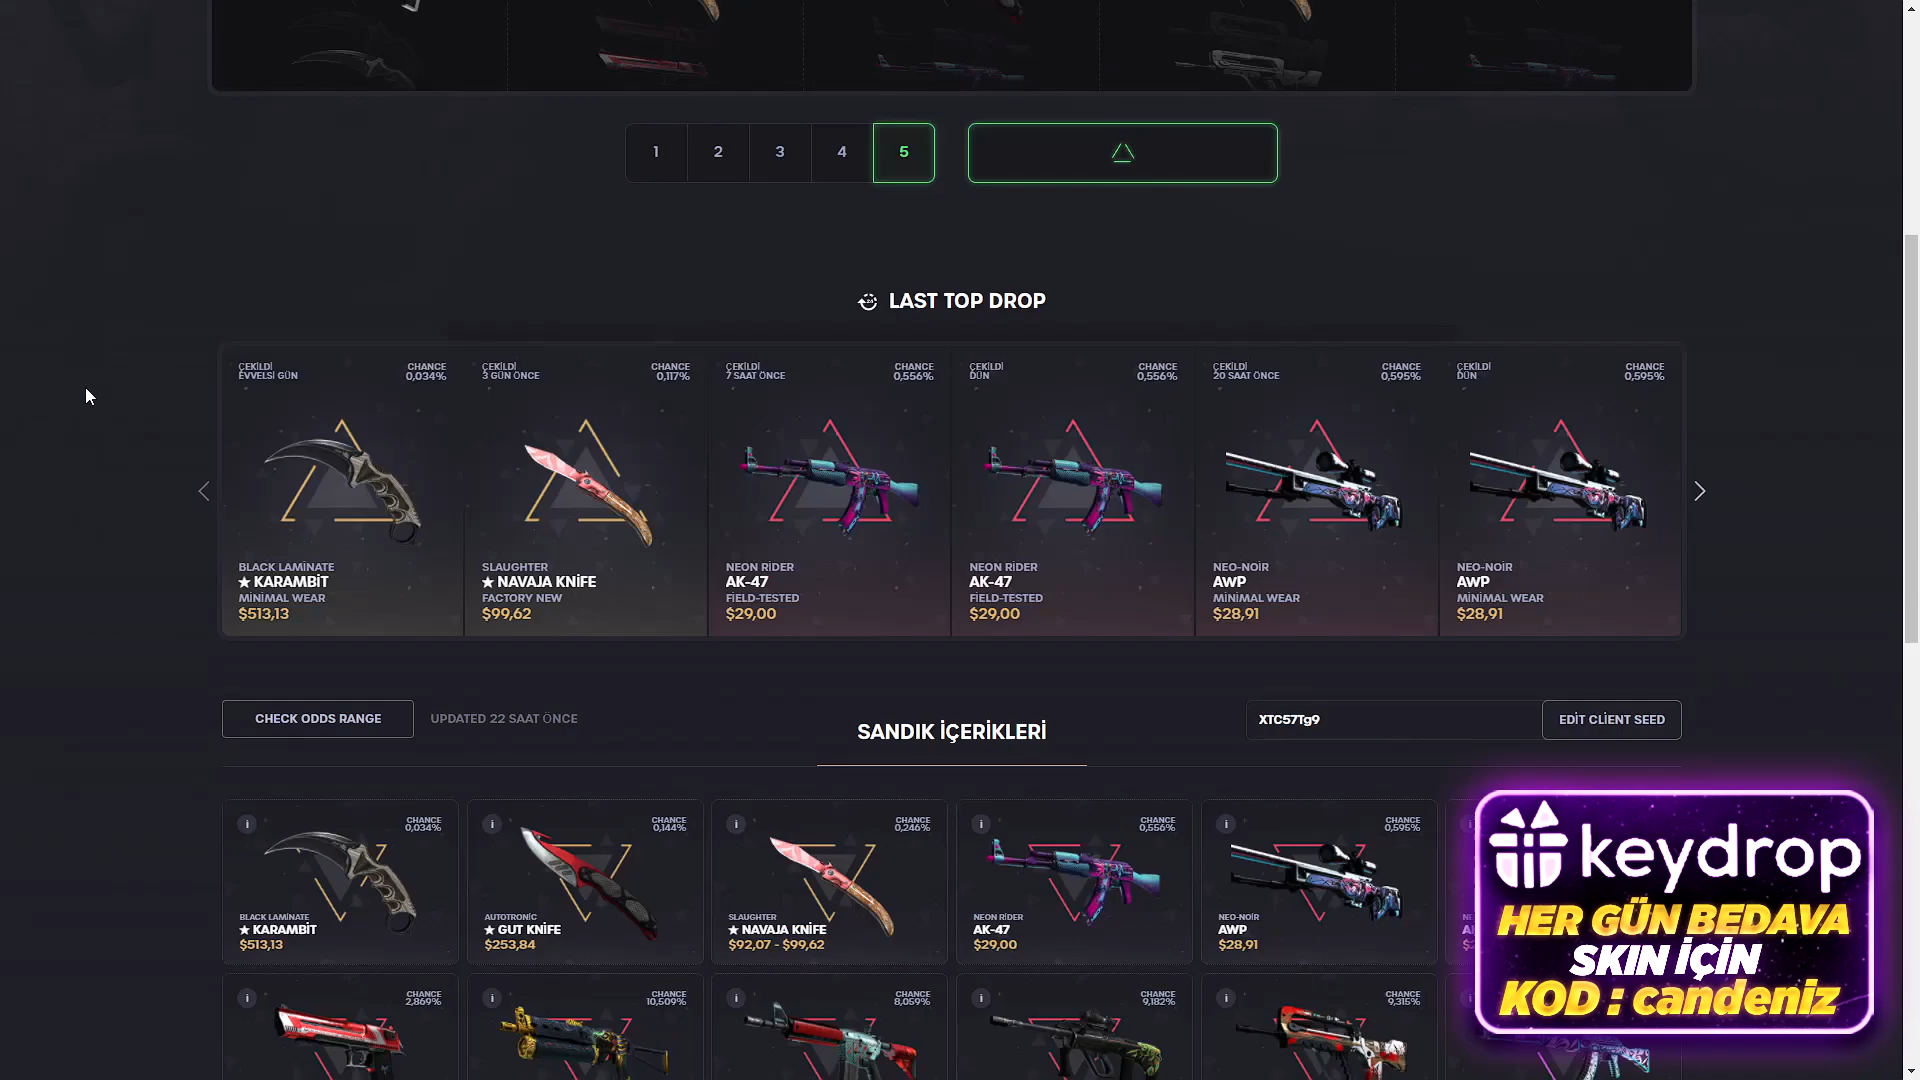 1 2 3 4 5
LAST TOP DROP
ÇEKİLDİ
EVVELSİ GÜN
CHANCE
0,034%
BLACK LAMİNATE
★ KARAMBİT
MİNİMAL WEAR
$513,13
ÇEKİLDİ
3 GÜN ÖNCE
CHANCE
0,117%
SLAUGHTER
★ NAVAJA KNİFE
FACTORY NEW
$99,62
ÇEKİLDİ
7 SAAT ÖNCE
CHANCE
0,556%
NEON RİDER
AK-47
FİELD-TESTED
$29,00
ÇEKİLDİ
DÜN
CHANCE
0,556%
NEON RİDER
AK-47
FİELD-TESTED
$29,00
ÇEKİLDİ
20 SAAT ÖNCE
CHANCE
0,595%
NEO-NOİR
AWP
MİNİMAL WEAR
$28,91
ÇEKİLDİ
DÜN
CHANCE
0,595%
NEO-NOİR
AWP
MİNİMAL WEAR
$28,91
CHECK ODDS RANGE
UPDATED 22 SAAT ÖNCE
SANDIK İÇERİKLERİ
XTC57Tg9
EDİT CLİENT SEED
CHANCE
0,034%
BLACK LAMİNATE
★ KARAMBİT
$513,13
CHANCE
0,144%
AUTOTRONİC
★ GUT KNİFE
$253,84
CHANCE
0,246%
SLAUGHTER
★ NAVAJA KNİFE
$92,07 - $99,62
CHANCE
0,556%
NEON RİDER
AK-47
$29,00
CHANCE
0,595%
NEO-NOİR
AWP
$28,91
CHANCE
2,869%
CHANCE
10,509%
CHANCE
8,059%
CHANCE
9,182%
CHANCE
9,315%
keydrop
HER GÜN BEDAVA
SKIN İÇİN
KOD : candeniz